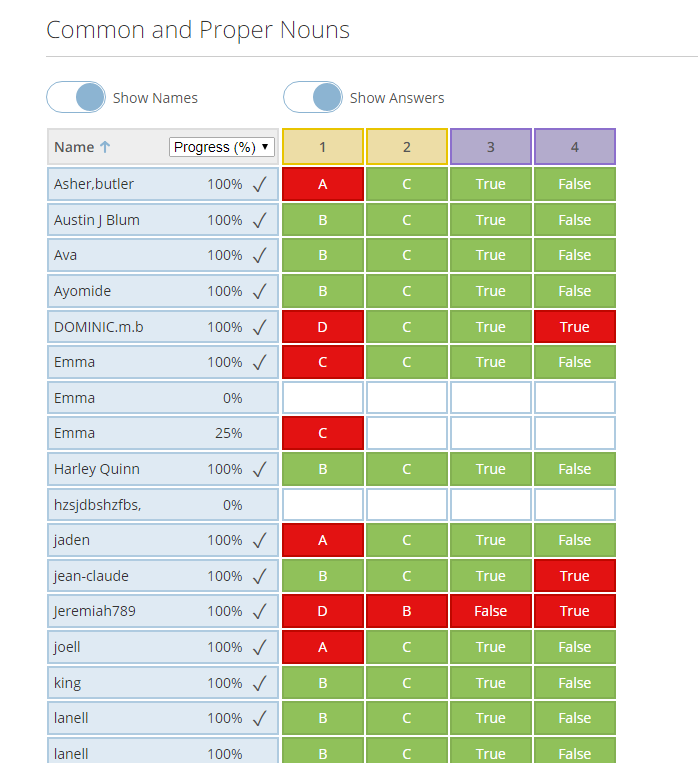 Common and Proper Nouns
Show Names Show Answers
Name Progress (%) 1 2 3 4
Asher,butler 100% A C True False
Austin J Blum 100% B C True False
Ava 100% B C True False
Ayomide 100% B C True False
DOMINIC.m.b 100% D C True True
Emma 100% C C True False
Emma 0%
Emma 25% C
Harley Quinn 100% B C True False
hzsjdbshzfbs, 0%
jaden 100% A C True False
jean-claude 100% B C True True
Jeremiah789 100% D B False True
joell 100% A C True False
king 100% B C True False
lanell 100% B C True False
lanell 100% B C True False